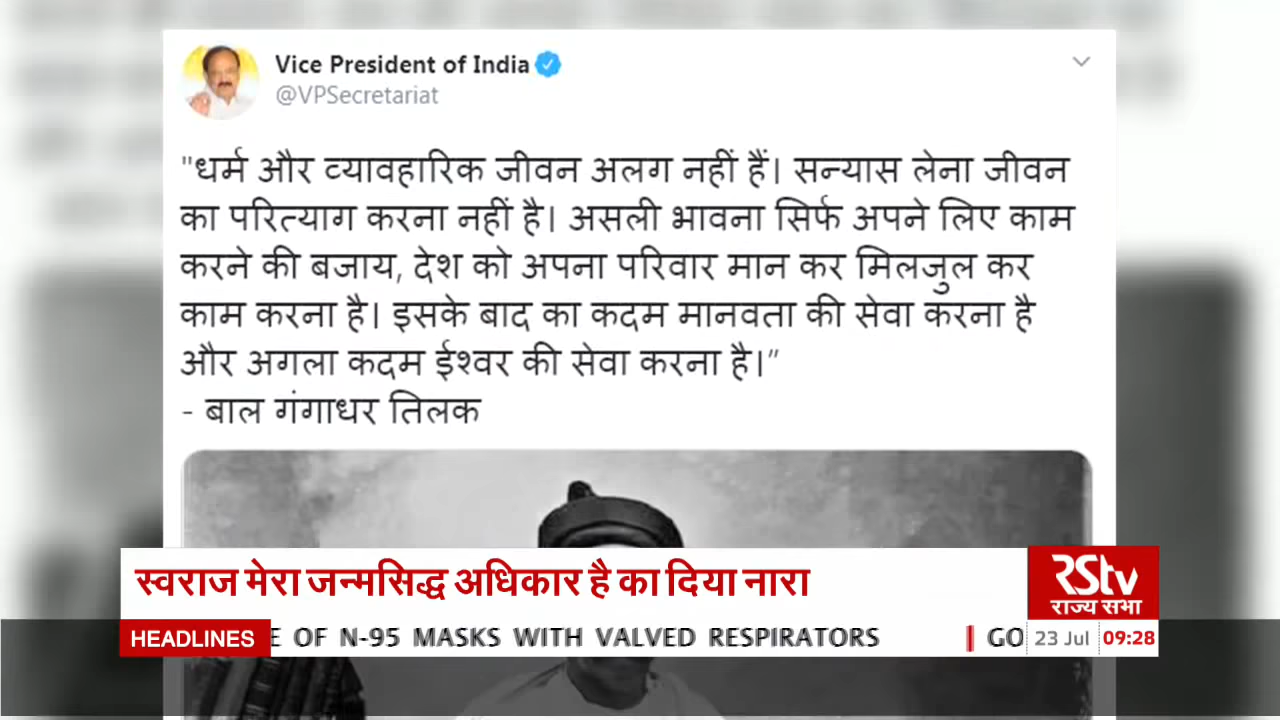 Vice President of India
@VPSecretariat
"धर्म और व्यावहारिक जीवन अलग नहीं हैं। सन्यास लेना जीवन
का परित्याग करना नहीं है। असली भावना सिर्फ अपने लिए काम
करने की बजाय, देश को अपना परिवार मान कर मिलजुल कर
काम करना है। इसके बाद का कदम मानवता की सेवा करना है
और अगला कदम ईश्वर की सेवा करना है।”
- बाल गंगाधर तिलक
स्वराज मेरा जन्मसिद्ध अधिकार है का दिया नारा
RStv
राज्य सभा
HEADLINES
E OF N-95 MASKS WITH VALVED RESPIRATORS | GO
23 Jul 09:28